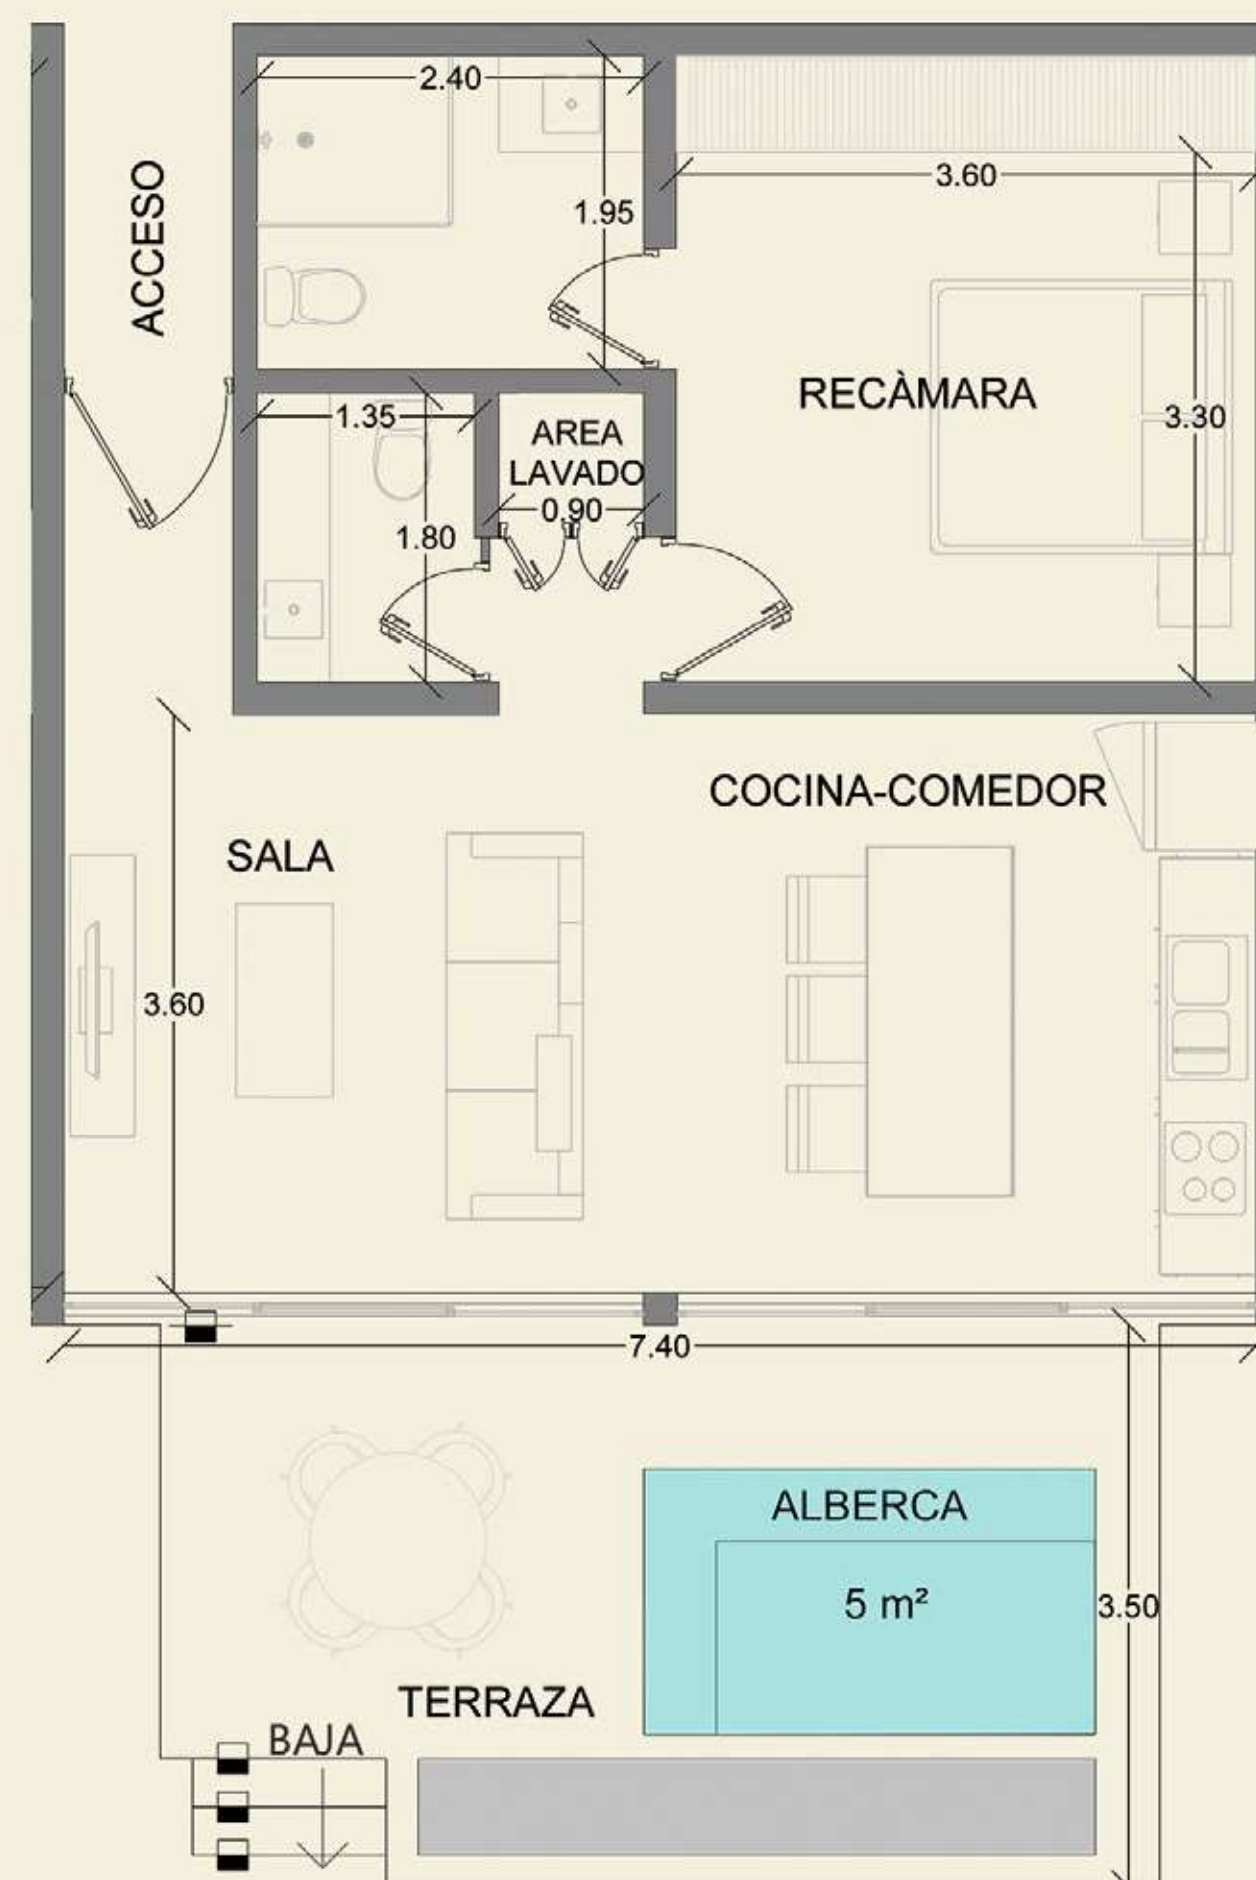 2.40
3.60
ACCESO
1.95
RECÀMARA
1.35
3.30
AREA
LAVADO
0.90
1.80
COCINA-COMEDOR
SALA
3.60
7.40
ALBERCA
5 m²
3.50
TERRAZA
BAJA